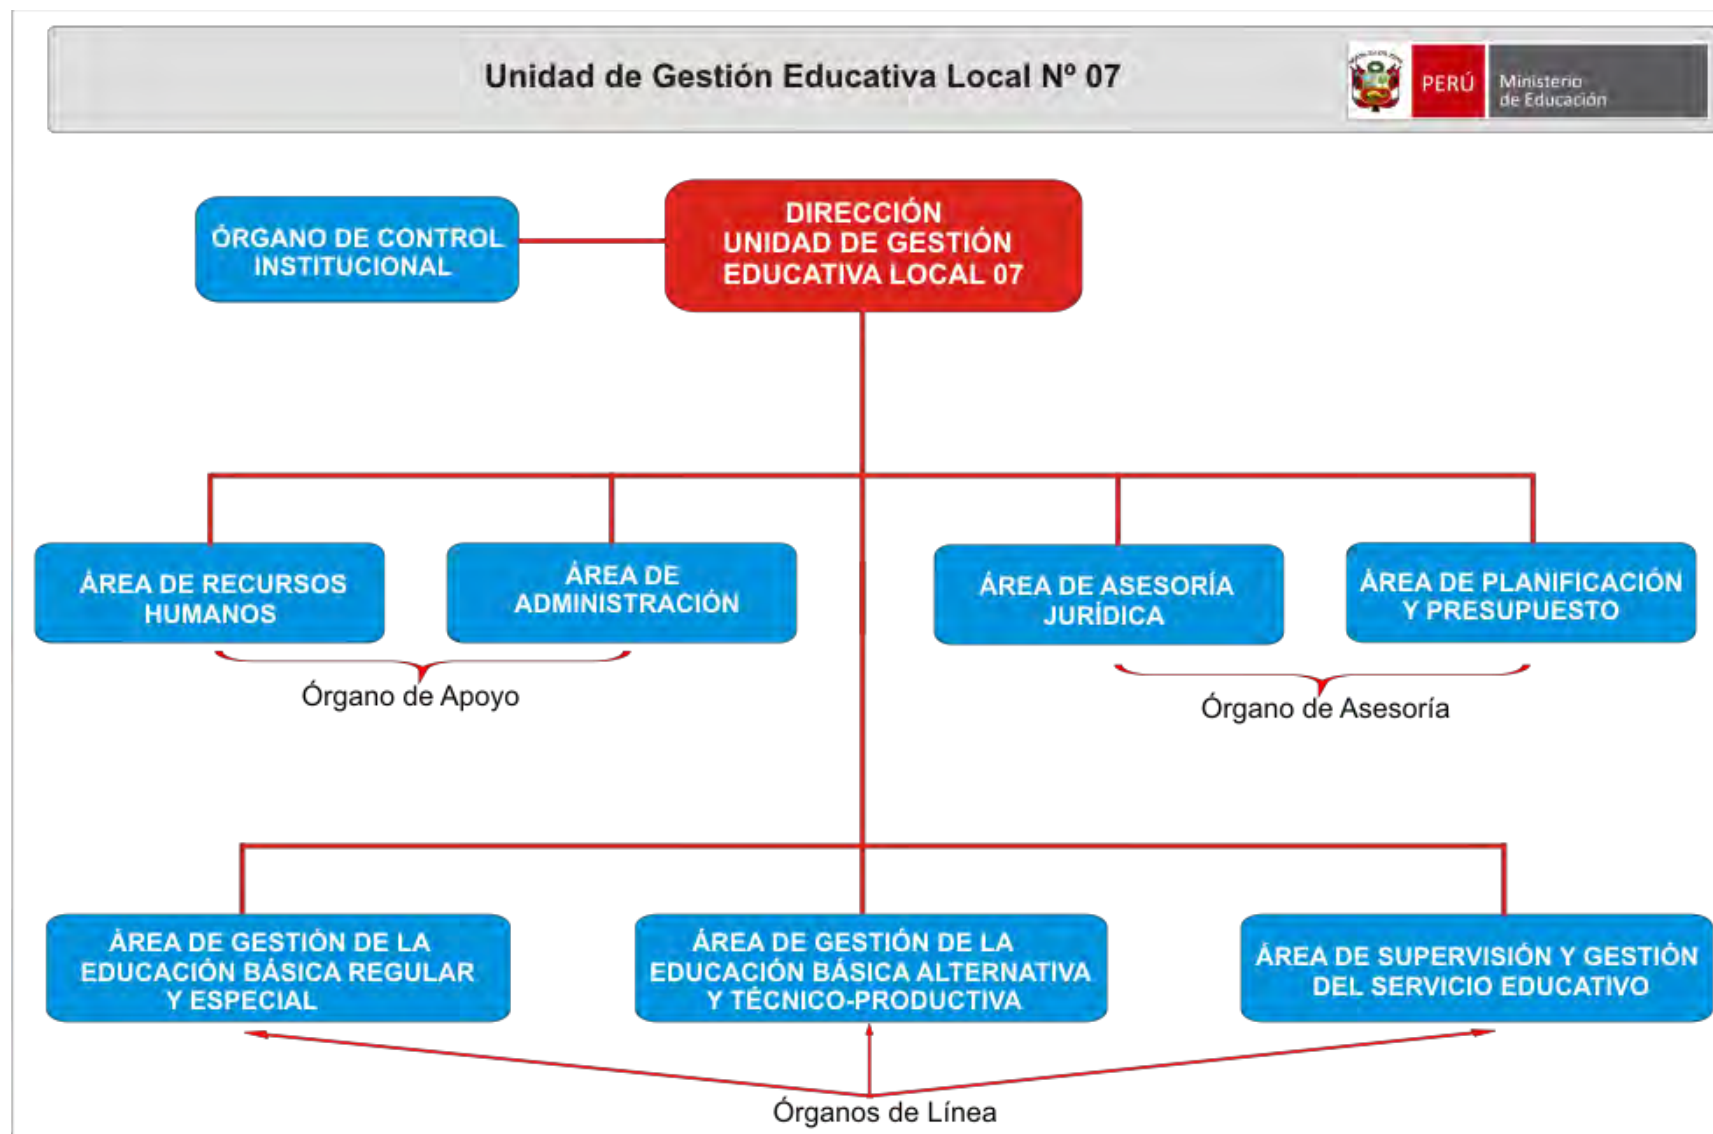 Unidad de Gestión Educativa Local Nº 07
PERÚ
Ministerio
de Educación
ÓRGANO DE CONTROL
INSTITUCIONAL
DIRECCIÓN
UNIDAD DE GESTIÓN
EDUCATIVA LOCAL 07
ÁREA DE RECURSOS
HUMANOS
ÁREA DE
ADMINISTRACIÓN
ÁREA DE ASESORÍA
JURÍDICA
ÁREA DE PLANIFICACIÓN
Y PRESUPUESTO
Órgano de Apoyo
Órgano de Asesoría
ÁREA DE GESTIÓN DE LA
EDUCACIÓN BÁSICA REGULAR
Y ESPECIAL
ÁREA DE GESTIÓN DE LA
EDUCACIÓN BÁSICA ALTERNATIVA
Y TÉCNICO-PRODUCTIVA
ÁREA DE SUPERVISIÓN Y GESTIÓN
DEL SERVICIO EDUCATIVO
Órganos de Línea